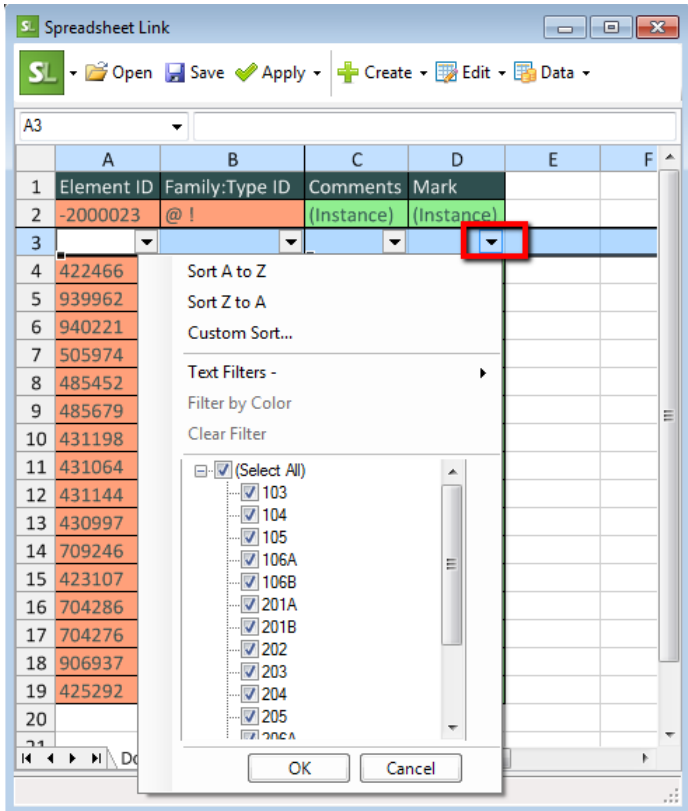 SL Spreadsheet Link
SL Open Save Apply Create Edit Data
A3
A B C D E F
1 Element ID Family:Type ID Comments Mark
2 -2000023 @ ! (Instance) (Instance)
3
4 422466
5 939962
6 940221
7 505974
8 485452
9 485679
10 431198
11 431064
12 431144
13 430997
14 709246
15 423107
16 704286
17 704276
18 906937
19 425292
20
21
Sort A to Z
Sort Z to A
Custom Sort...
Text Filters -
Filter by Color
Clear Filter
(Select All)
103
104
105
106A
106B
201A
201B
202
203
204
205
206A
OK Cancel
Do